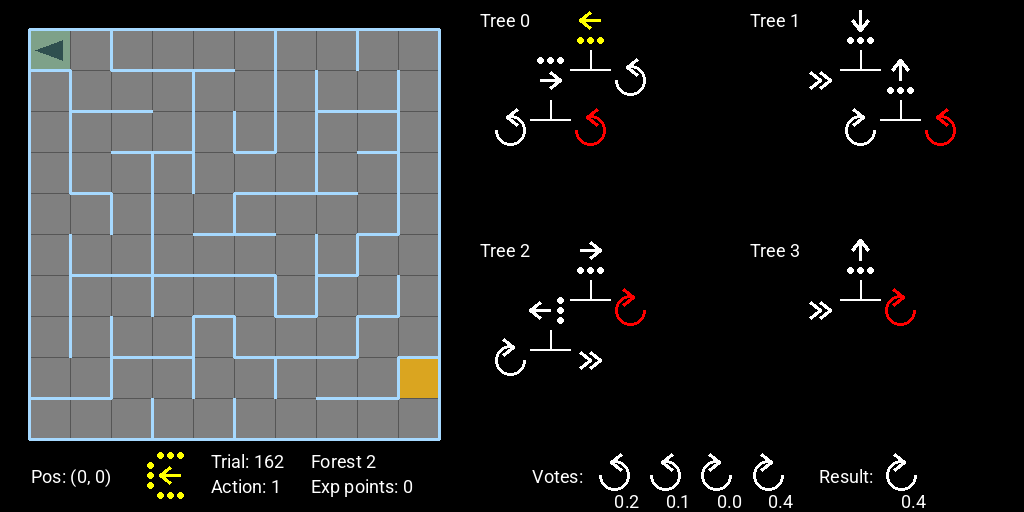 Tree 0
Tree 1
Tree 2
Tree 3
Pos: (0, 0)
Trial: 162
Forest 2
Action: 1
Exp points: 0
Votes:
0.2
0.1
0.0
0.4
Result:
0.4